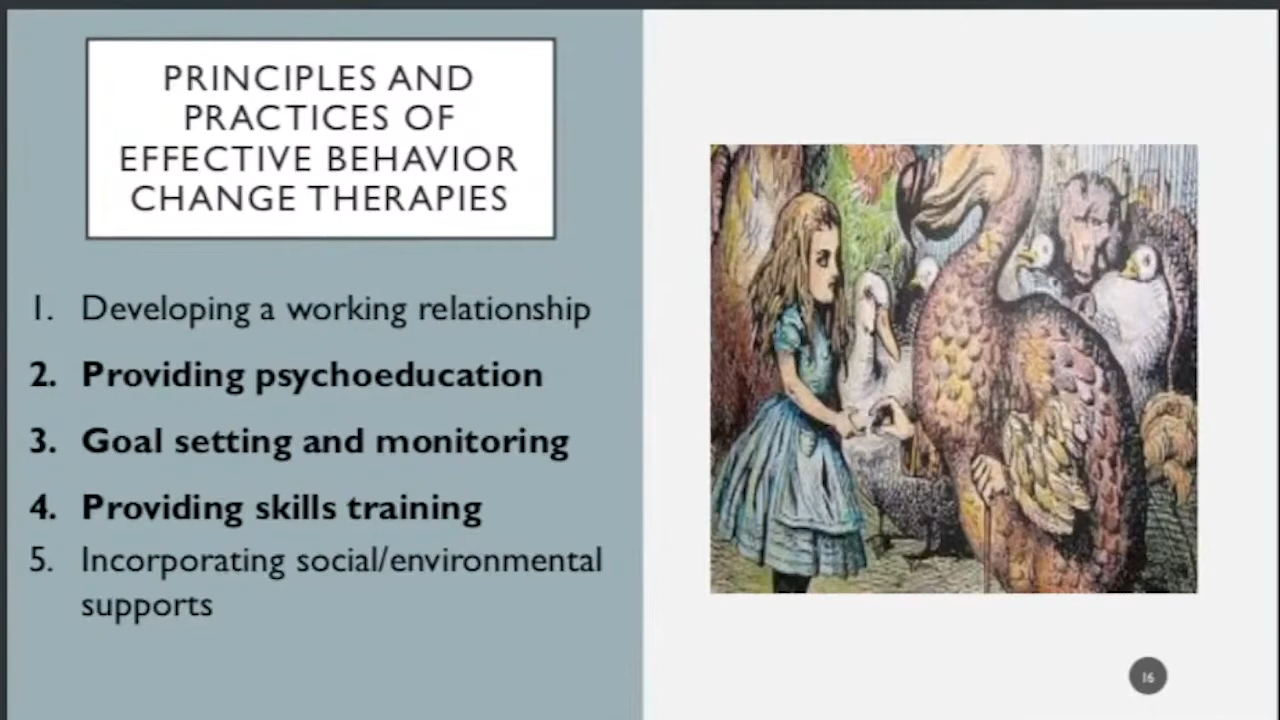 PRINCIPLES AND
PRACTICES OF
EFFECTIVE BEHAVIOR
CHANGE THERAPIES
1. Developing a working relationship
2. Providing psychoeducation
3. Goal setting and monitoring
4. Providing skills training
5. Incorporating social/environmental
supports
16